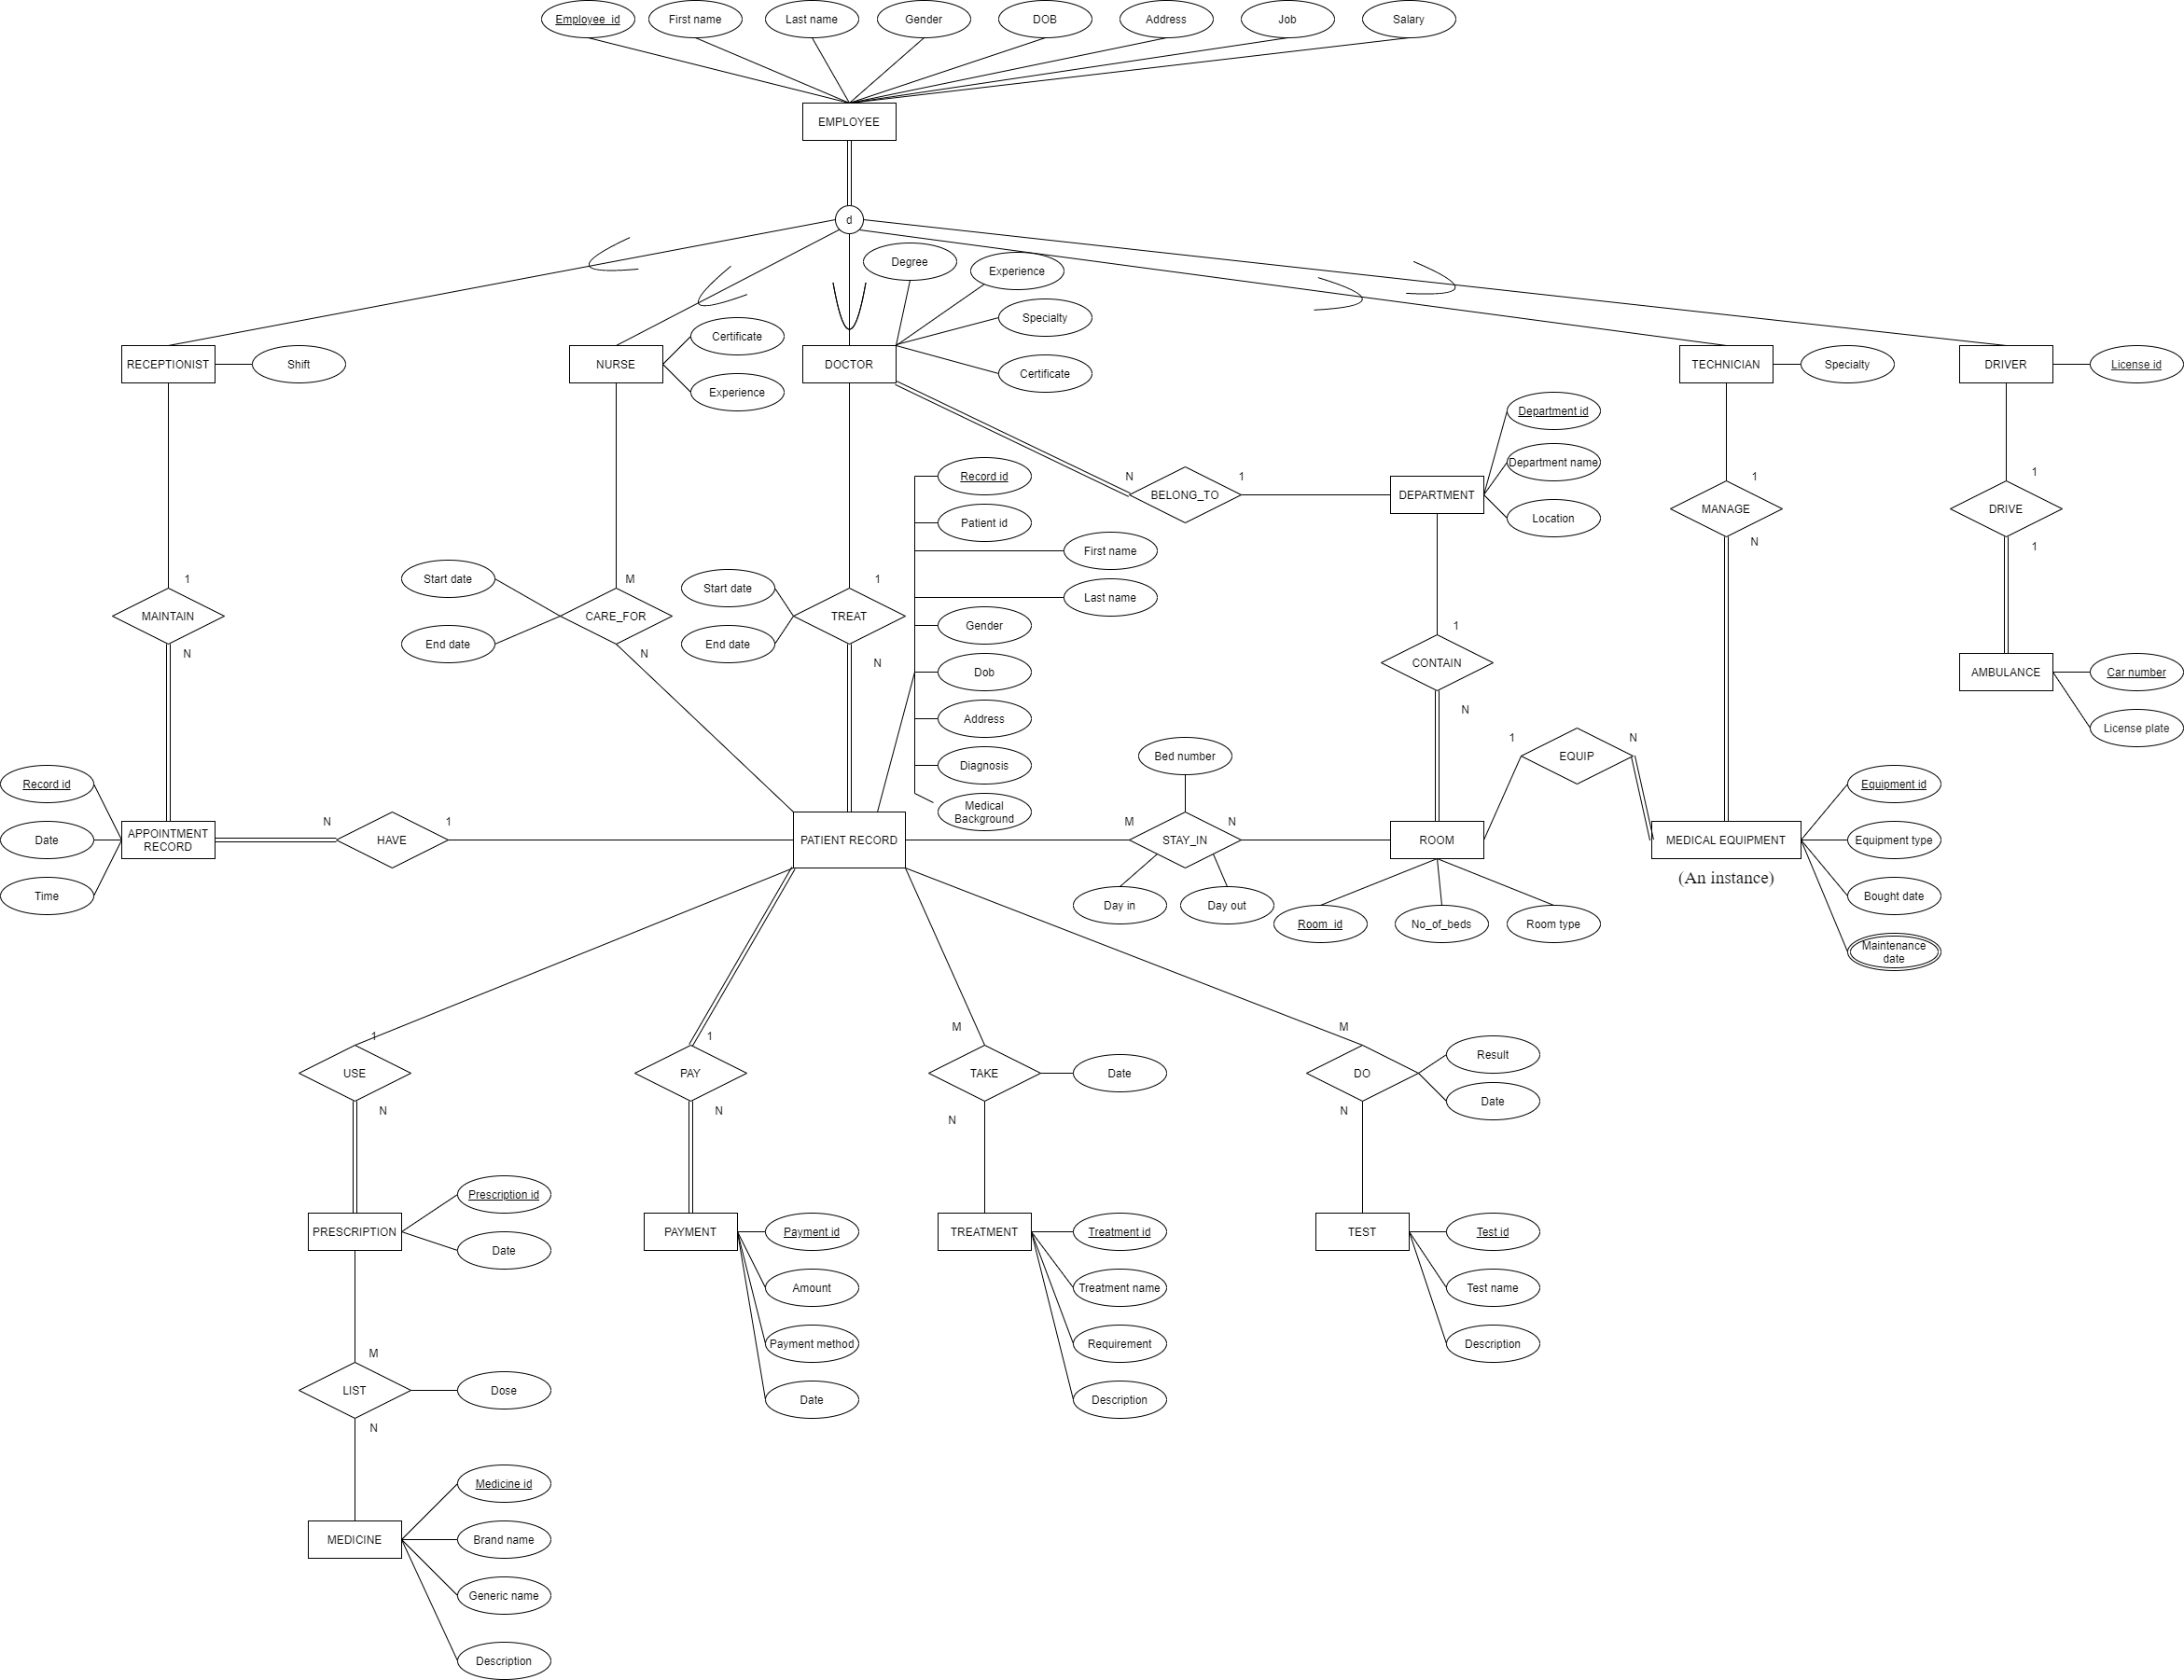 Employee_id
First name
Last name
Gender
DOB
Address
Job
Salary
EMPLOYEE
d
Degree
Experience
Specialty
Certificate
Certificate
Experience
RECEPTIONIST
Shift
NURSE
DOCTOR
TECHNICIAN
Specialty
DRIVER
License id
Department id
Department name
Location
Record id
Patient id
First name
Last name
Gender
Dob
Address
Diagnosis
Medical
Background
N
BELONG_TO
1
DEPARTMENT
1
MANAGE
N
1
DRIVE
1
Start date
End date
M
CARE_FOR
N
Start date
End date
1
TREAT
N
1
MAINTAIN
N
1
CONTAIN
N
AMBULANCE
Car number
License plate
1
EQUIP
N
Bed number
Record id
Date
Time
APPOINTMENT
RECORD
N
HAVE
1
PATIENT RECORD
M
STAY_IN
N
Day in
Day out
ROOM
Room_id
No_of_beds
Room type
MEDICAL EQUIPMENT
(An instance)
Equipment id
Equipment type
Bought date
Maintenance
date
1
USE
N
1
PAY
N
M
TAKE
N
Date
M
DO
N
Result
Date
PRESCRIPTION
Prescription id
Date
PAYMENT
Payment id
Amount
Payment method
Date
TREATMENT
Treatment id
Treatment name
Requirement
Description
TEST
Test id
Test name
Description
M
LIST
N
Dose
MEDICINE
Medicine id
Brand name
Generic name
Description